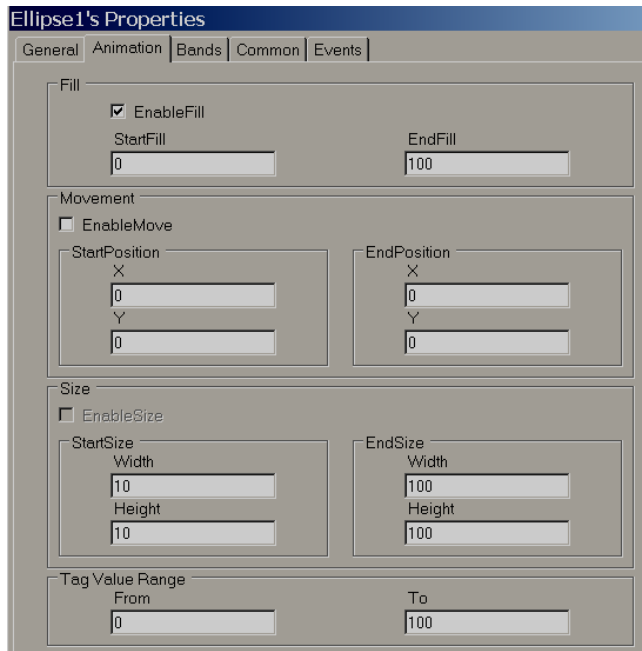 Ellipse1's Properties
General Animation Bands Common Events
Fill
EnableFill
StartFill EndFill
0 100
Movement
EnableMove
StartPosition EndPosition
X X
0 0
Y Y
0 0
Size
EnableSize
StartSize EndSize
Width Width
10 100
Height Height
10 100
Tag Value Range
From To
0 100